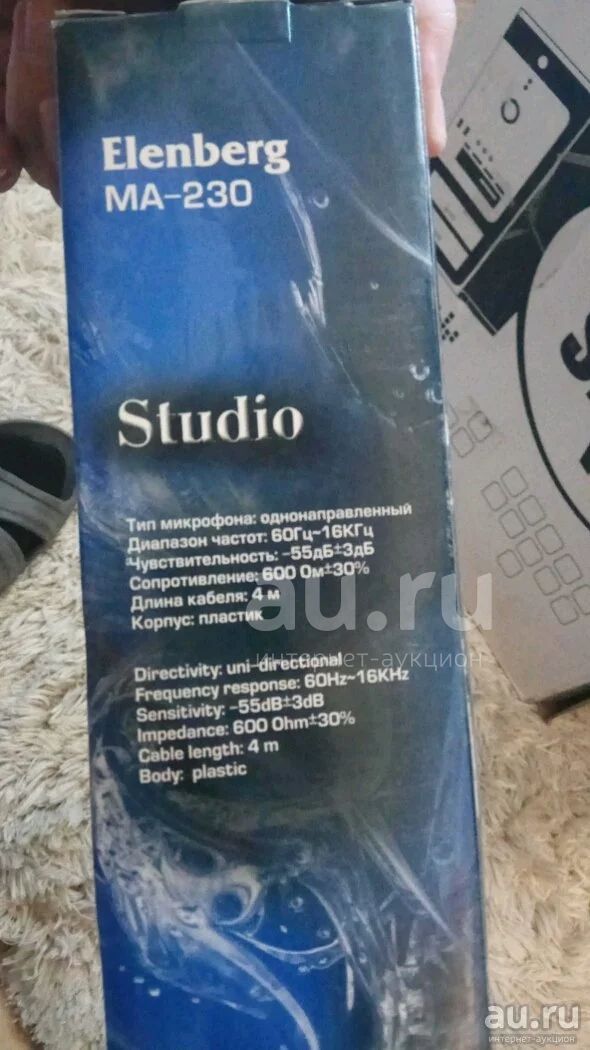 Elenberg
MA-230
Studio
Тип микрофона: однонаправленный
Диапазон частот: 60Гц~16КГц
Чувствительность: -55дБ±3дБ
Сопротивление: 600 Ом±30%
Длина кабеля: 4 м
Корпус: пластик
Directivity: uni-directional
Frequency response: 60Hz~16KHz
Sensitivity: -55dB±3dB
Impedance: 600 Ohm±30%
Cable length: 4 m
Body: plastic
au.ru
интернет-аукцион
au.ru
интернет-аукцион